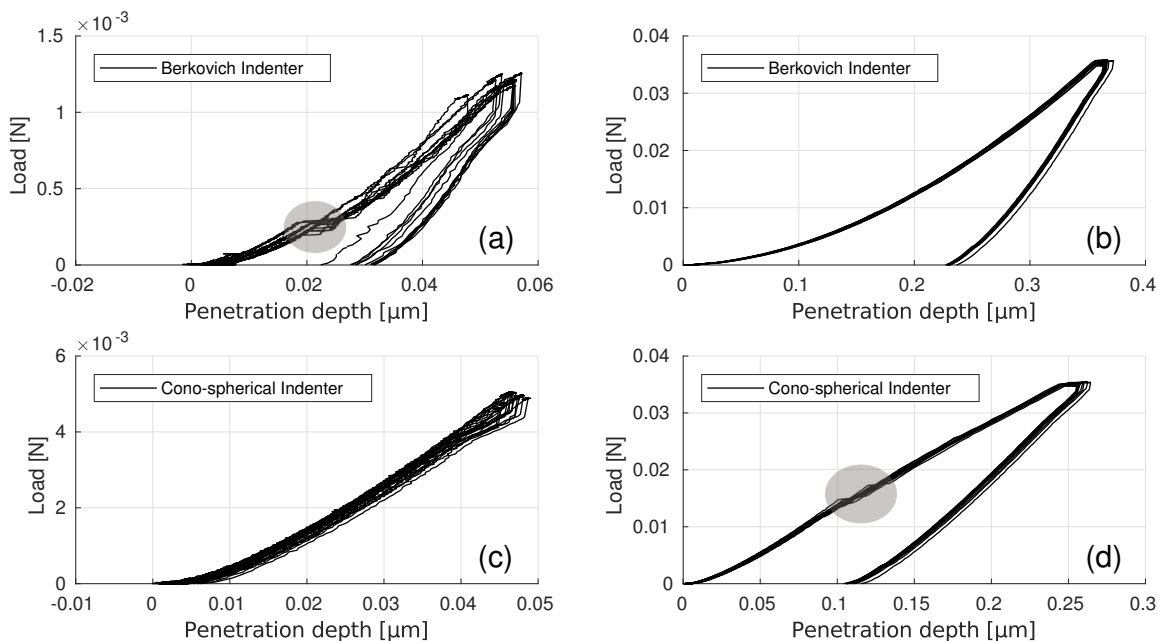 ×10⁻³
1.5
1
0.5
0
Load [N]
Berkovich Indenter
(a)
-0.02
0
0.02
0.04
0.06
Penetration depth [μm]
0.04
0.03
0.02
0.01
0
Load [N]
Berkovich Indenter
(b)
0
0.1
0.2
0.3
0.4
Penetration depth [μm]
×10⁻³
6
4
2
0
Load [N]
Cono-spherical Indenter
(c)
-0.01
0
0.01
0.02
0.03
0.04
0.05
Penetration depth [μm]
0.04
0.03
0.02
0.01
0
Load [N]
Cono-spherical Indenter
(d)
0
0.05
0.1
0.15
0.2
0.25
0.3
Penetration depth [μm]